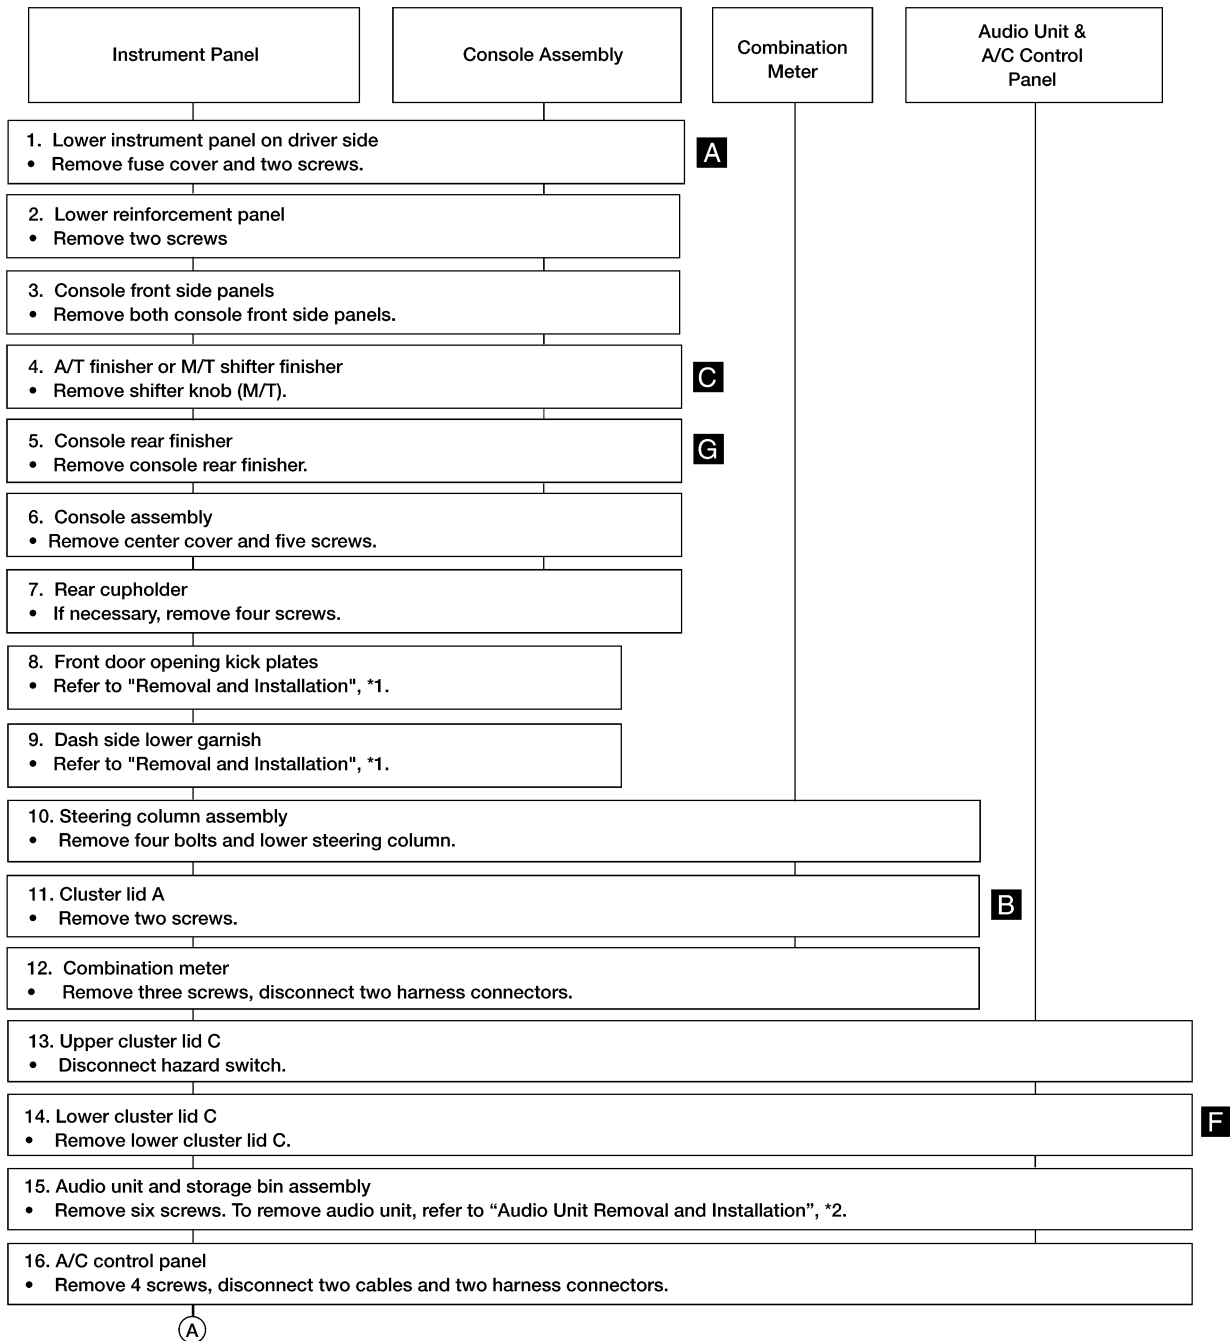 Instrument Panel
Console Assembly
Combination
Meter
Audio Unit &
A/C Control
Panel
1. Lower instrument panel on driver side
• Remove fuse cover and two screws.
A
2. Lower reinforcement panel
• Remove two screws
3. Console front side panels
• Remove both console front side panels.
4. A/T finisher or M/T shifter finisher
• Remove shifter knob (M/T).
C
5. Console rear finisher
• Remove console rear finisher.
G
6. Console assembly
• Remove center cover and five screws.
7. Rear cupholder
• If necessary, remove four screws.
8. Front door opening kick plates
• Refer to "Removal and Installation", *1.
9. Dash side lower garnish
• Refer to "Removal and Installation", *1.
10. Steering column assembly
• Remove four bolts and lower steering column.
11. Cluster lid A
• Remove two screws.
B
12. Combination meter
• Remove three screws, disconnect two harness connectors.
13. Upper cluster lid C
• Disconnect hazard switch.
14. Lower cluster lid C
• Remove lower cluster lid C.
F
15. Audio unit and storage bin assembly
• Remove six screws. To remove audio unit, refer to “Audio Unit Removal and Installation”, *2.
16. A/C control panel
• Remove 4 screws, disconnect two cables and two harness connectors.
A